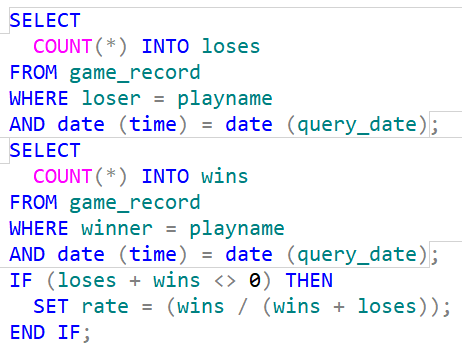 SELECT
  COUNT(*) INTO loses
FROM game_record
WHERE loser = playname
AND date (time) = date (query_date);
SELECT
  COUNT(*) INTO wins
FROM game_record
WHERE winner = playname
AND date (time) = date (query_date);
IF (loses + wins <> 0) THEN
  SET rate = (wins / (wins + loses));
END IF;